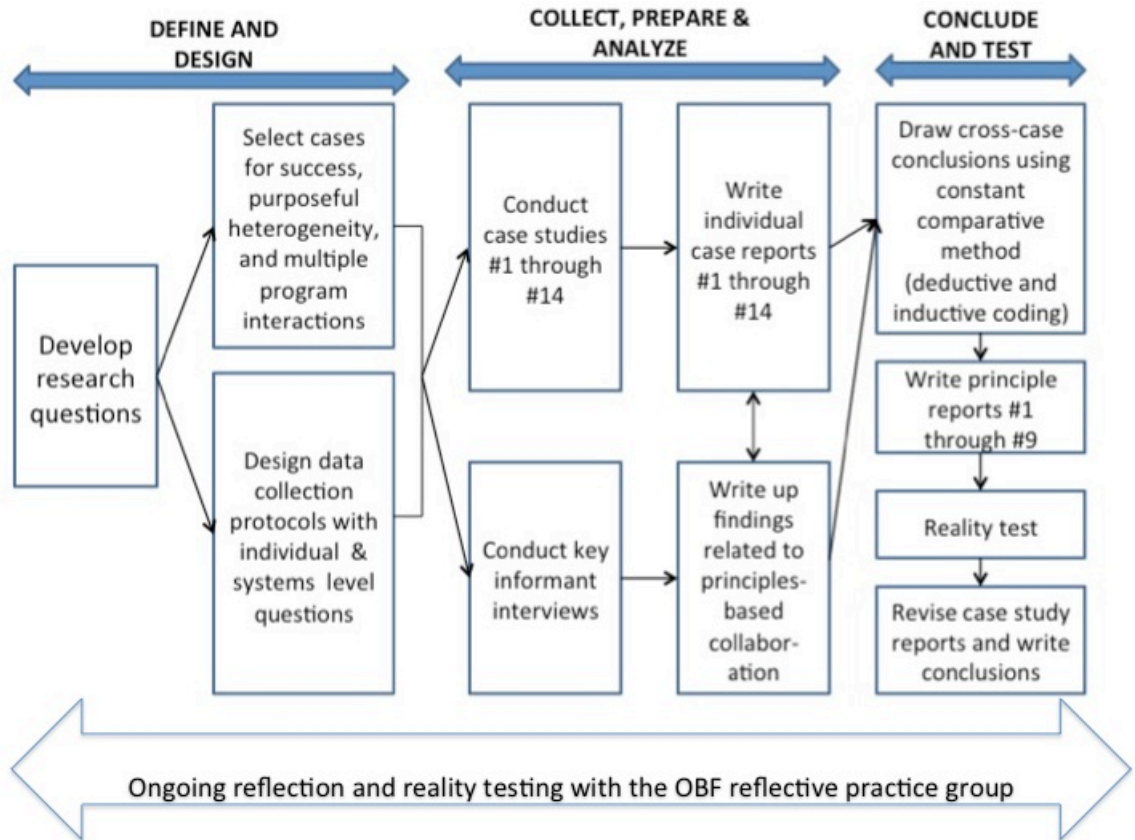 DEFINE AND
DESIGN
COLLECT, PREPARE &
ANALYZE
CONCLUDE
AND TEST
Develop
research
questions
Select cases
for success,
purposeful
heterogeneity,
and multiple
program
interactions
Design data
collection
protocols with
individual &
systems level
questions
Conduct
case studies
#1 through
#14
Conduct key
informant
interviews
Write
individual
case reports
#1 through
#14
Write up
findings
related to
principles-
based
collabor-
ation
Draw cross-case
conclusions using
constant
comparative
method
(deductive and
inductive coding)
Write principle
reports #1
through #9
Reality test
Revise case study
reports and write
conclusions
Ongoing reflection and reality testing with the OBF reflective practice group